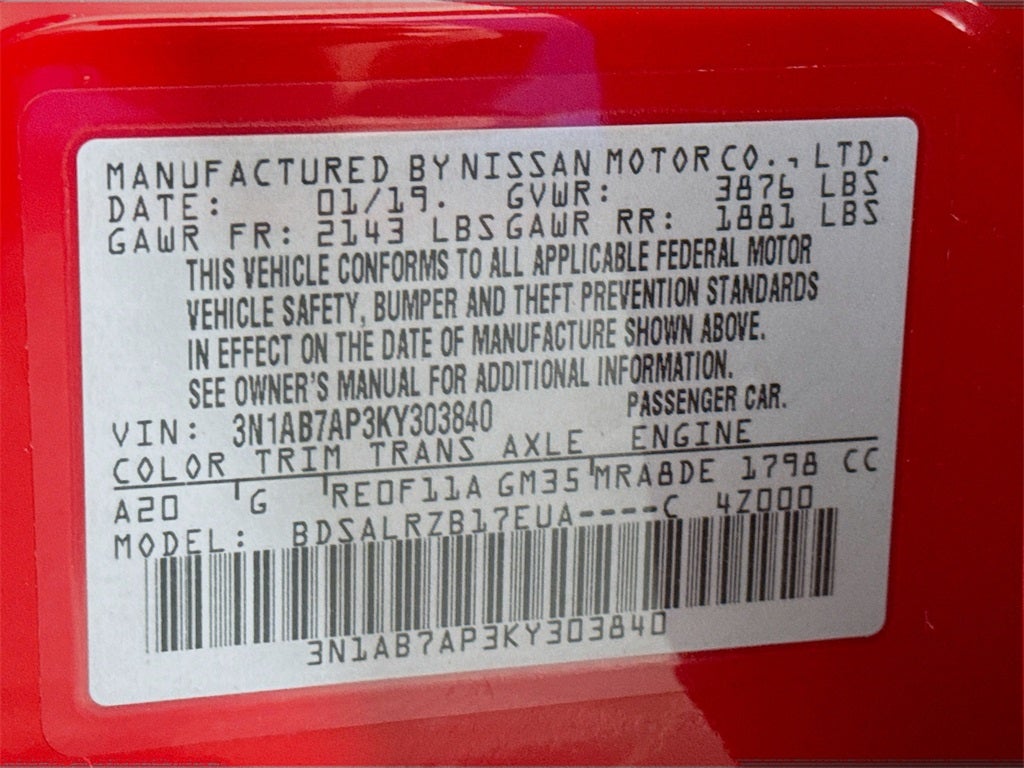 MANUFACTURED BY NISSAN MOTOR CO., LTD.
DATE: 01/19. GVWR: 3876 LBS
GAWR FR: 2143 LBS GAWR RR: 1881 LBS
THIS VEHICLE CONFORMS TO ALL APPLICABLE FEDERAL MOTOR
VEHICLE SAFETY, BUMPER AND THEFT PREVENTION STANDARDS
IN EFFECT ON THE DATE OF MANUFACTURE SHOWN ABOVE.
SEE OWNER'S MANUAL FOR ADDITIONAL INFORMATION.
VIN: 3N1AB7AP3KY303840 PASSENGER CAR.
COLOR TRIM TRANS AXLE ENGINE
A20 G RE0F11A GM35 MRA8DE 1798 CC
MODEL: BDSALRZB17EUA----C 4Z000
3N1AB7AP3KY303840